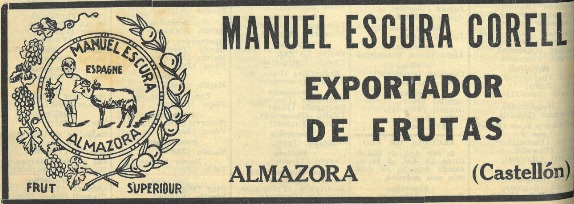 MANUEL ESCURA
ESPAGNE
ALMAZORA
FRUT SUPERIOUR
MANUEL ESCURA CORELL
EXPORTADOR
DE FRUTAS
ALMAZORA (Castellón)